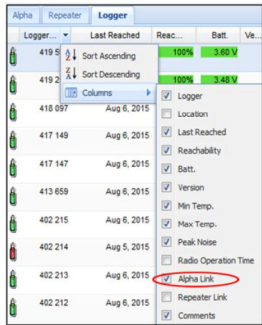 Alpha Repeater Logger
Logger... Last Reached Reac... Batt. Ve...
419 5 Sort Ascending 100% 3.60 V
419 2 Sort Descending 100% 3.48 V
Columns
418 097 Aug 6, 2015 Logger
Location
417 149 Aug 6, 2015 Last Reached
Reachability
417 147 Aug 6, 2015 Batt.
413 659 Aug 6, 2015 Version
Min Temp.
402 215 Aug 6, 2015 Max Temp.
Peak Noise
402 214 Aug 5, 2015 Radio Operation Time
402 213 Aug 6, 2015 Alpha Link
Repeater Link
402 212 Aug 6, 2015 Comments